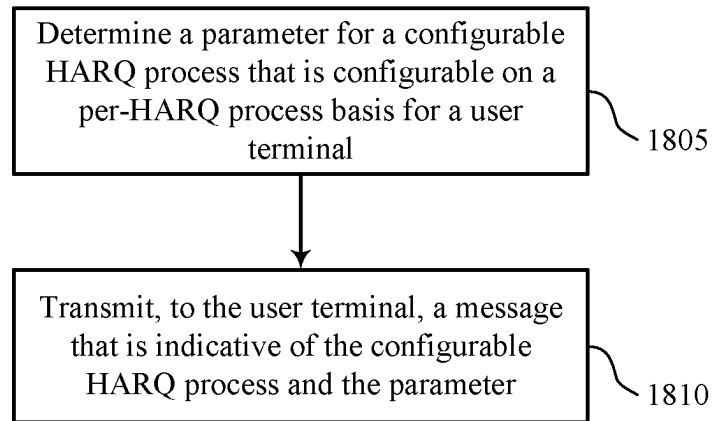 Determine a parameter for a configurable
HARQ process that is configurable on a
per-HARQ process basis for a user
terminal
1805
Transmit, to the user terminal, a message
that is indicative of the configurable
HARQ process and the parameter
1810